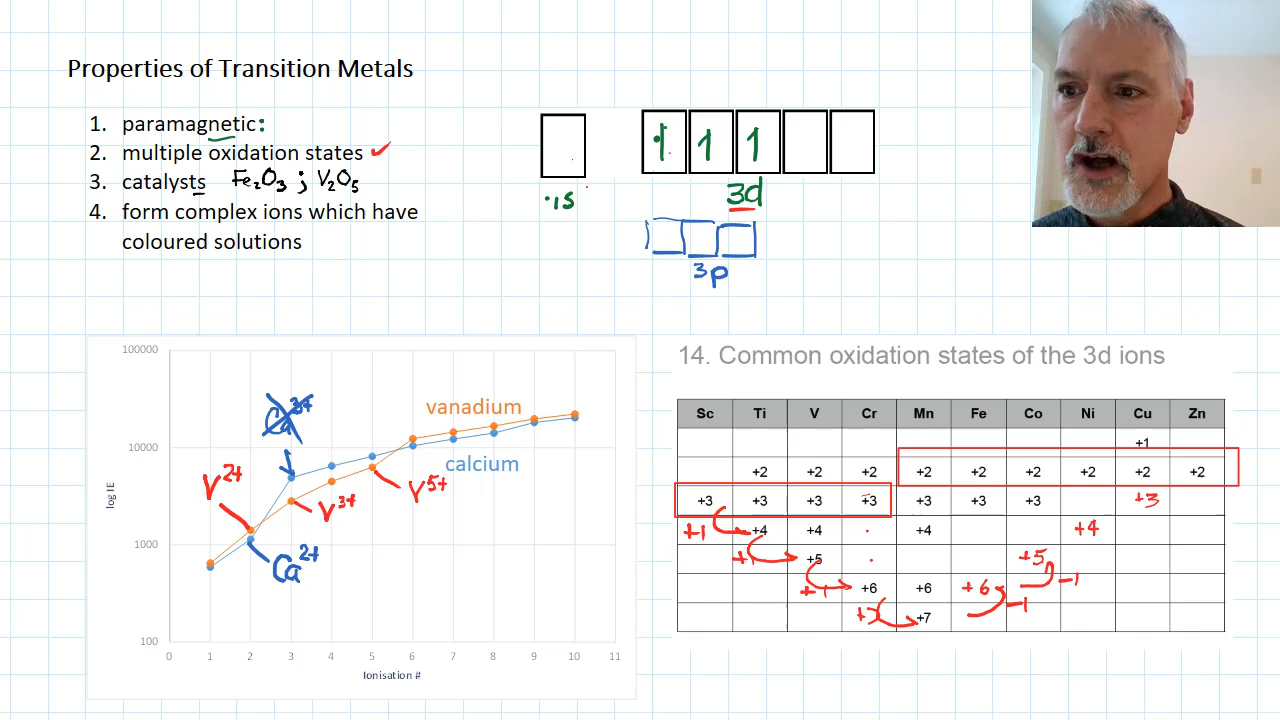 Properties of Transition Metals
1. paramagnetic:
2. multiple oxidation states ✓
3. catalysts Fe₂O₃ ; V₂O₅
4. form complex ions which have
coloured solutions
1 1 1
3d
3p
100000
10000
1000
100
log IE
0 1 2 3 4 5 6 7 8 9 10 11
Ionisation #
vanadium
calcium
Ca³⁺
V²⁺
V³⁺
V⁵⁺
Ca²⁺
14. Common oxidation states of the 3d ions
Sc Ti V Cr Mn Fe Co Ni Cu Zn
+1
+2 +2 +2 +2 +2 +2 +2 +2 +2
+3 +3 +3 +3 +3 +3 +3 +3
+1 +4 +4 +4 +4
+1 +5 +5 -1
+1 +6 +6 +6 -1
+1 +7